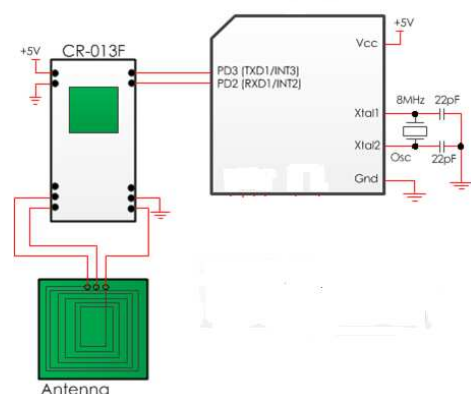 CR-013F
+5V
+5V
Vcc
PD3 (TXD1/INT3)
PD2 (RXD1/INT2)
Xtal1
8MHz
22pF
Xtal2
Osc
22pF
Gnd
Antenna